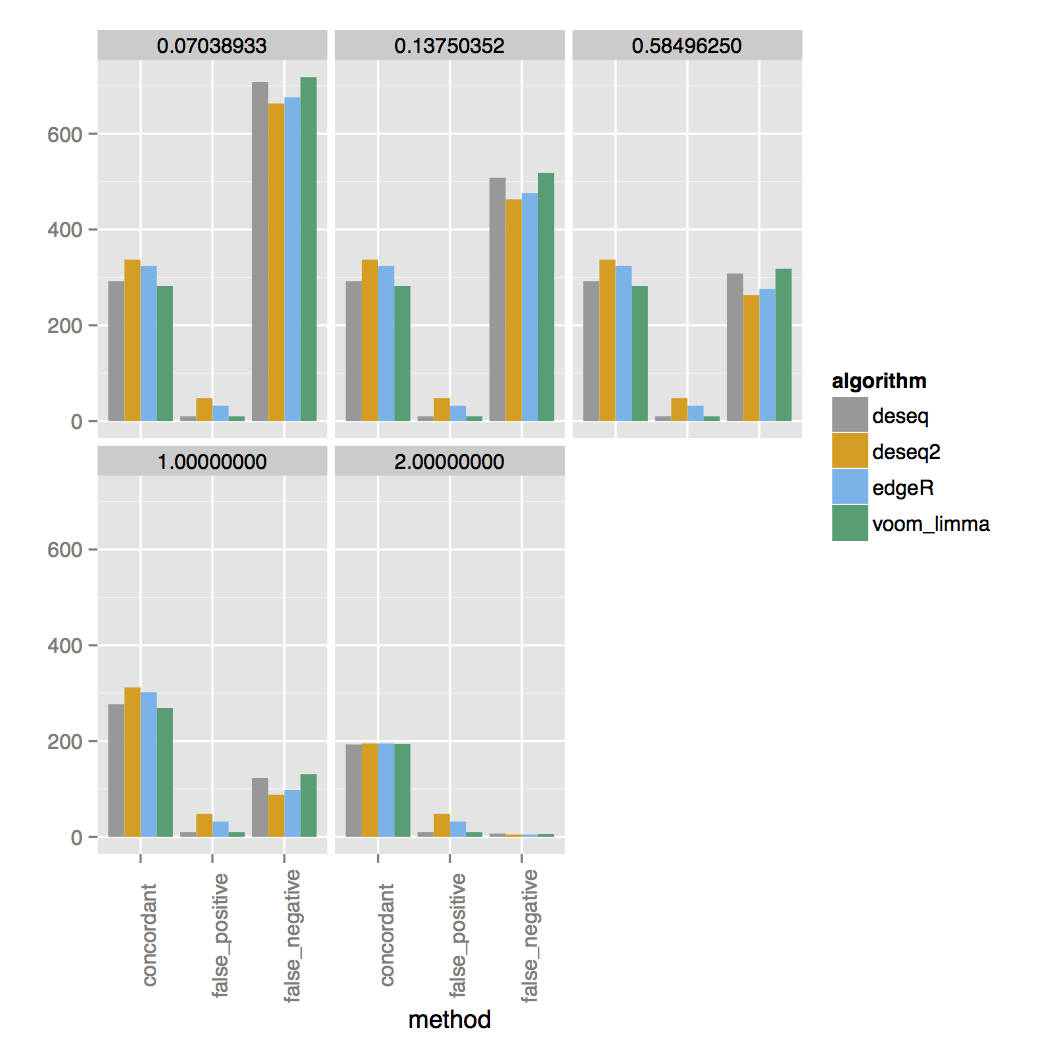 0.07038933 0.13750352 0.58496250
600
400
200
0
1.00000000 2.00000000
600
400
200
0
concordant false_positive false_negative concordant false_positive false_negative
method
algorithm
deseq
deseq2
edgeR
voom_limma